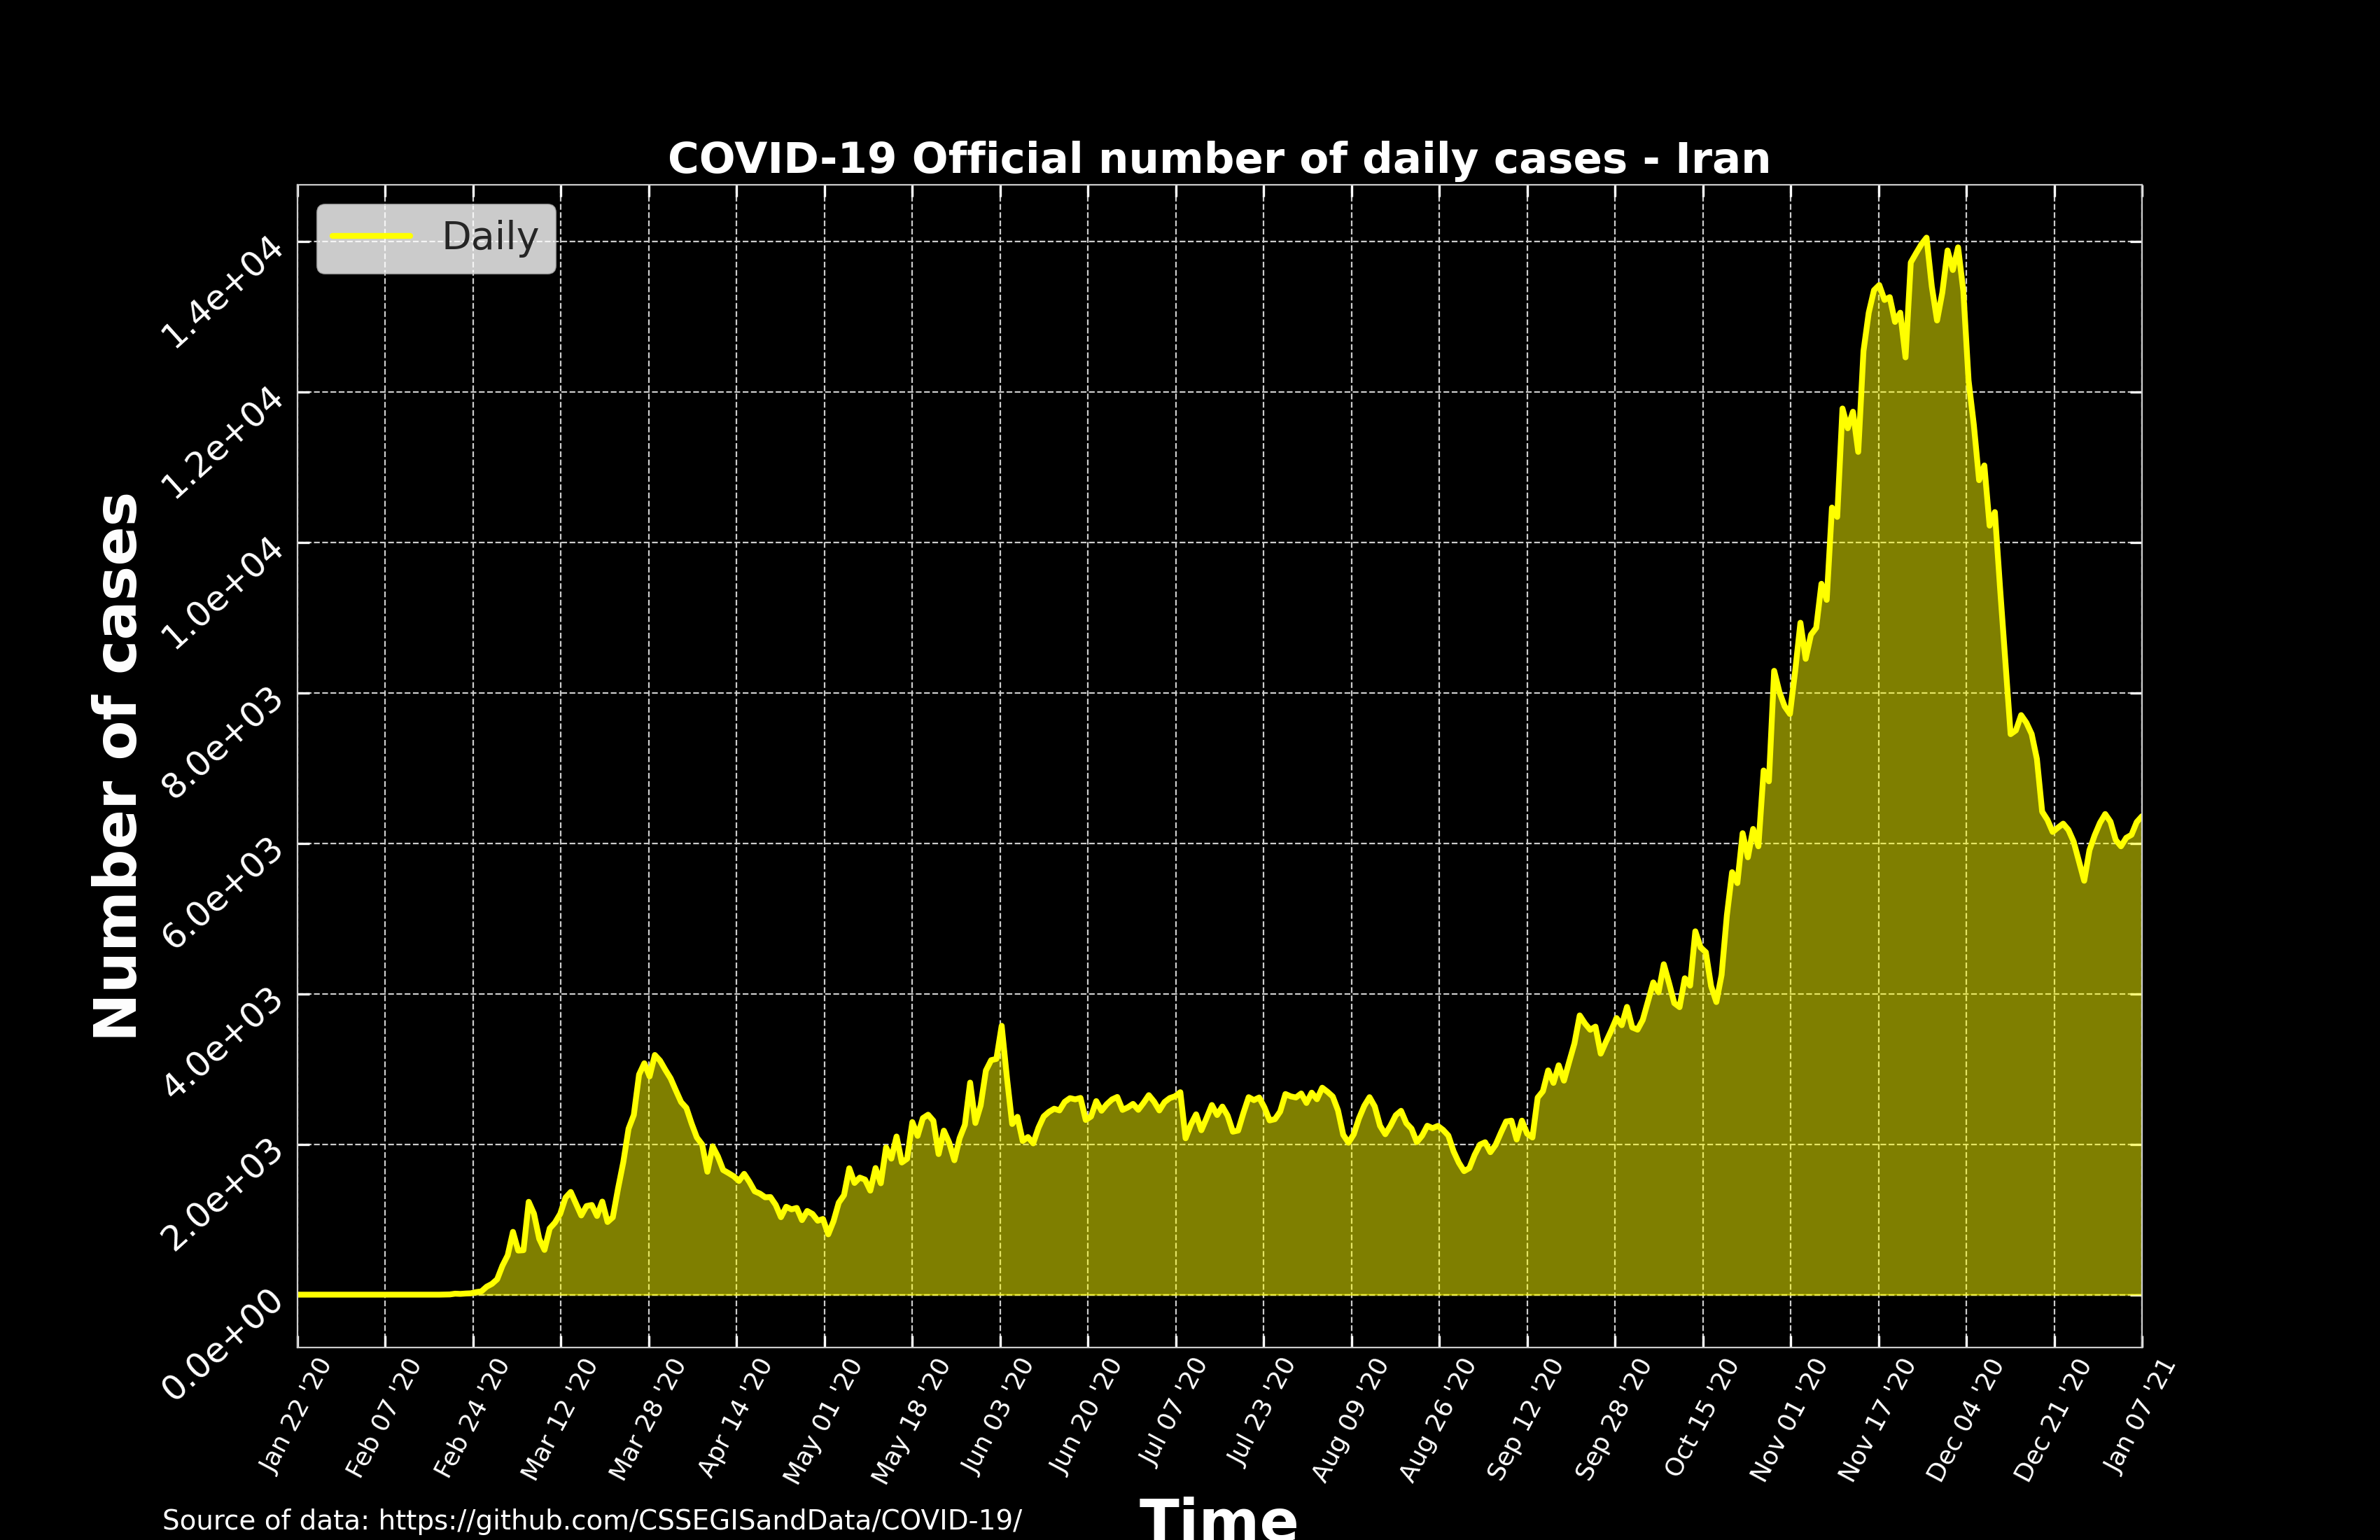 COVID-19 Official number of daily cases - Iran
Daily
Number of cases
1.4e+04
1.2e+04
1.0e+04
8.0e+03
6.0e+03
4.0e+03
2.0e+03
0.0e+00
Jan 22 '20
Feb 07 '20
Feb 24 '20
Mar 12 '20
Mar 28 '20
Apr 14 '20
May 01 '20
May 18 '20
Jun 03 '20
Jun 20 '20
Jul 07 '20
Jul 23 '20
Aug 09 '20
Aug 26 '20
Sep 12 '20
Sep 28 '20
Oct 15 '20
Nov 01 '20
Nov 17 '20
Dec 04 '20
Dec 21 '20
Jan 07 '21
Time
Source of data: https://github.com/CSSEGISandData/COVID-19/